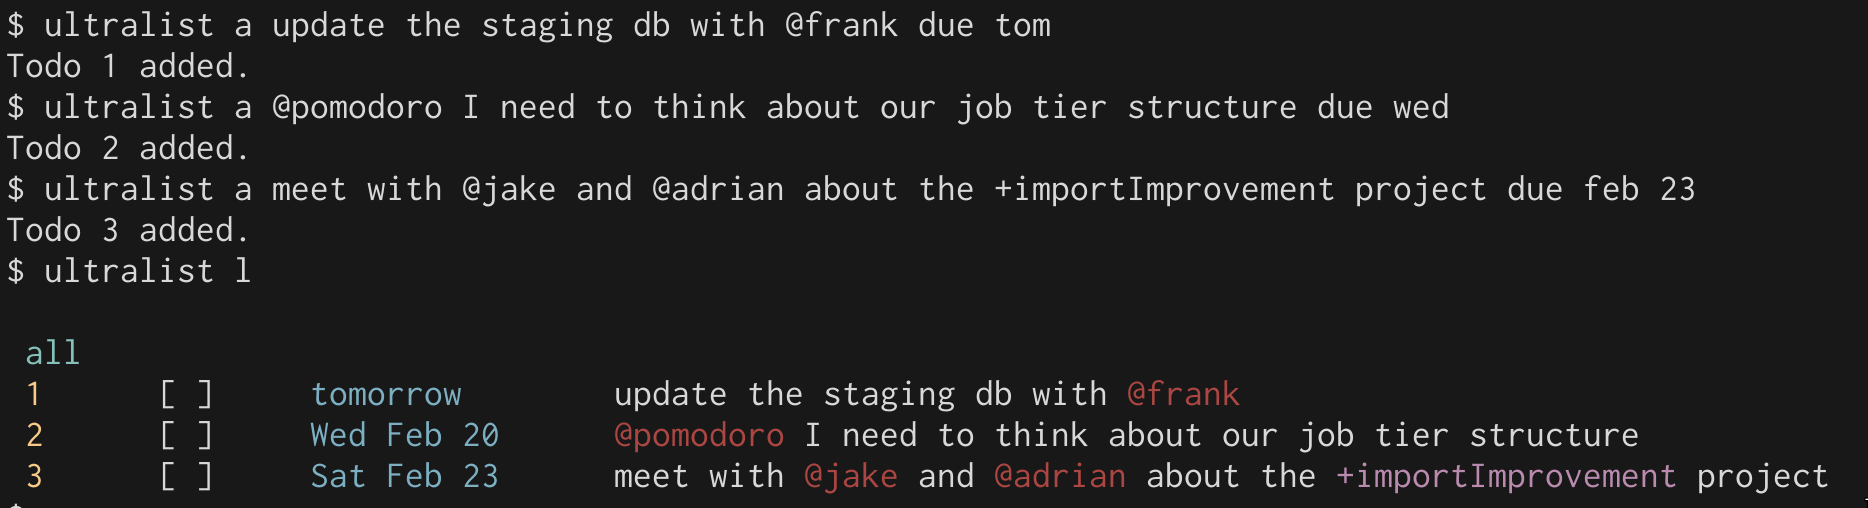 $ ultralist a update the staging db with @frank due tom
Todo 1 added.
$ ultralist a @pomodoro I need to think about our job tier structure due wed
Todo 2 added.
$ ultralist a meet with @jake and @adrian about the +importImprovement project due feb 23
Todo 3 added.
$ ultralist l
all
1 [ ] tomorrow update the staging db with @frank
2 [ ] Wed Feb 20 @pomodoro I need to think about our job tier structure
3 [ ] Sat Feb 23 meet with @jake and @adrian about the +importImprovement project